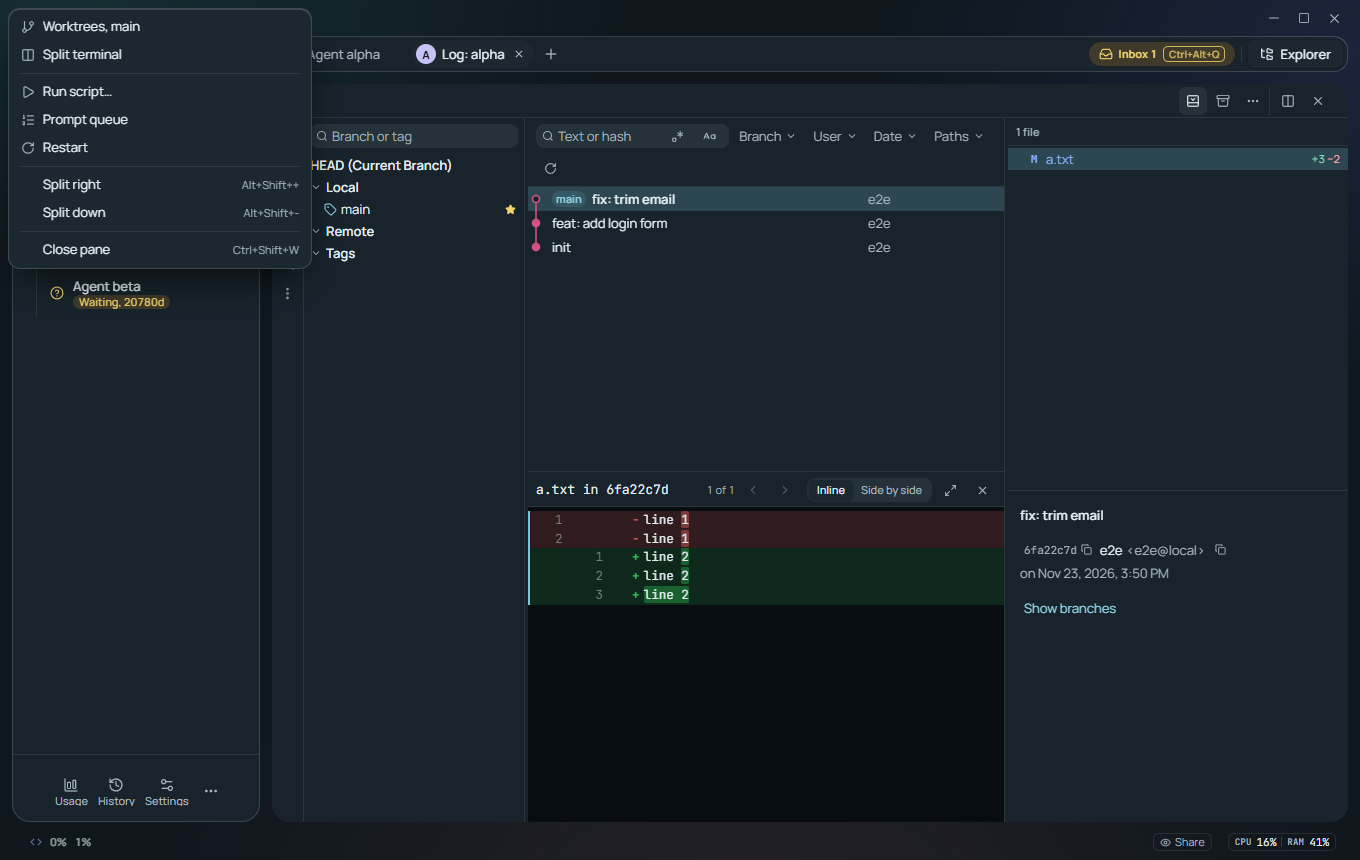 Worktrees, main
Split terminal
Run script...
Prompt queue
Restart
Split right Alt+Shift++
Split down Alt+Shift+-
Close pane Ctrl+Shift+W
Agent alpha
A Log: alpha
Inbox 1 Ctrl+Alt+Q
Explorer
Agent beta
Waiting, 20780d
Branch or tag
HEAD (Current Branch)
Local
main
Remote
Tags
Text or hash
Aa
Branch
User
Date
Paths
main fix: trim email e2e
feat: add login form e2e
init e2e
1 file
M a.txt +3 −2
a.txt in 6fa22c7d
1 of 1
Inline
Side by side
1 - line 1
2 - line 1
1 + line 2
2 + line 2
3 + line 2
fix: trim email
6fa22c7d e2e <e2e@local>
on Nov 23, 2026, 3:50 PM
Show branches
Usage
History
Settings
0% 1%
Share
CPU 16% RAM 41%